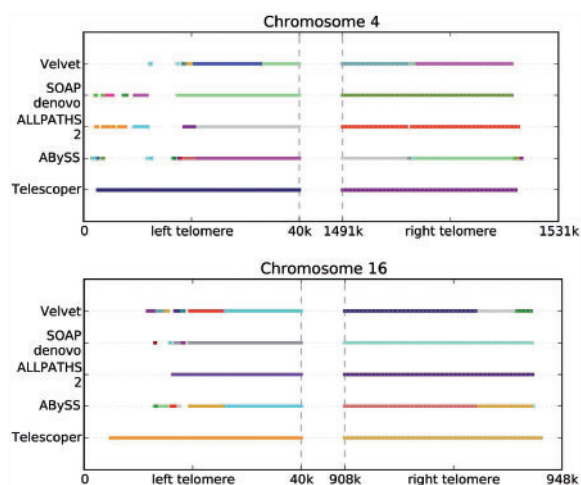 Chromosome 4
Velvet
SOAP
denovo
ALLPATHS
2
ABySS
Telescoper
0
left telomere
40k
1491k
right telomere
1531k
Chromosome 16
Velvet
SOAP
denovo
ALLPATHS
2
ABySS
Telescoper
0
left telomere
40k
908k
right telomere
948k